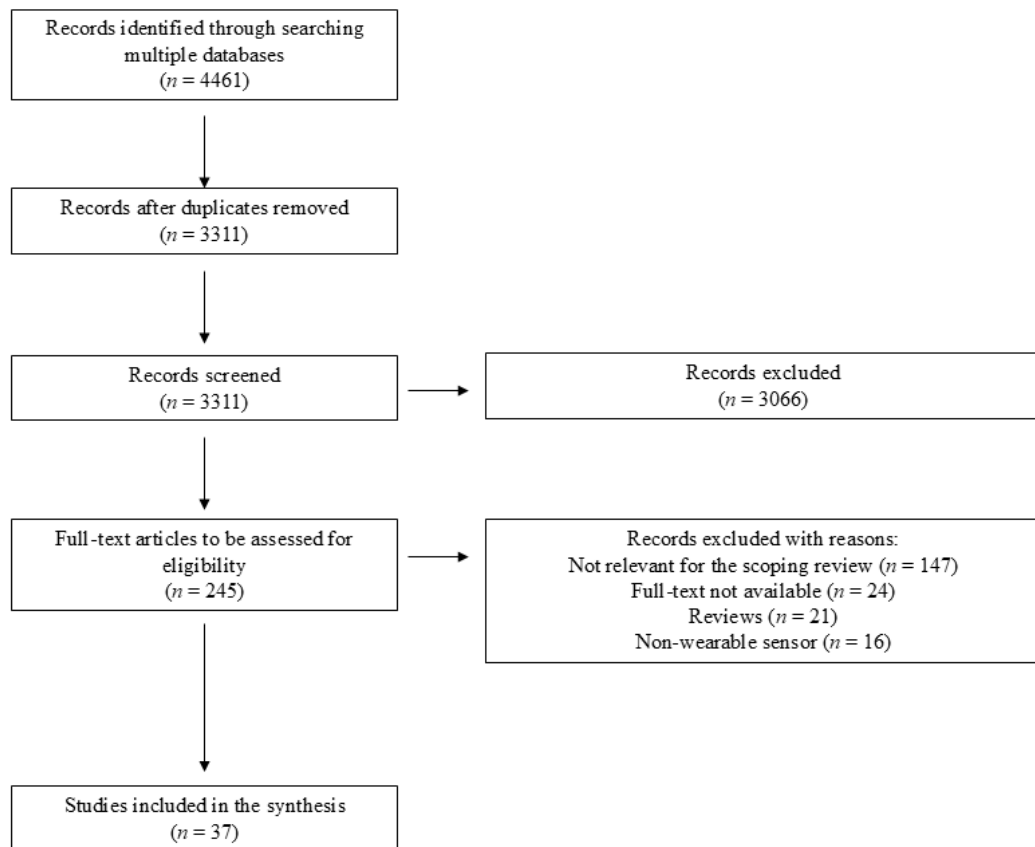 Records identified through searching
multiple databases
(n = 4461)
Records after duplicates removed
(n = 3311)
Records screened
(n = 3311)
Records excluded
(n = 3066)
Full-text articles to be assessed for
eligibility
(n = 245)
Records excluded with reasons:
Not relevant for the scoping review (n = 147)
Full-text not available (n = 24)
Reviews (n = 21)
Non-wearable sensor (n = 16)
Studies included in the synthesis
(n = 37)